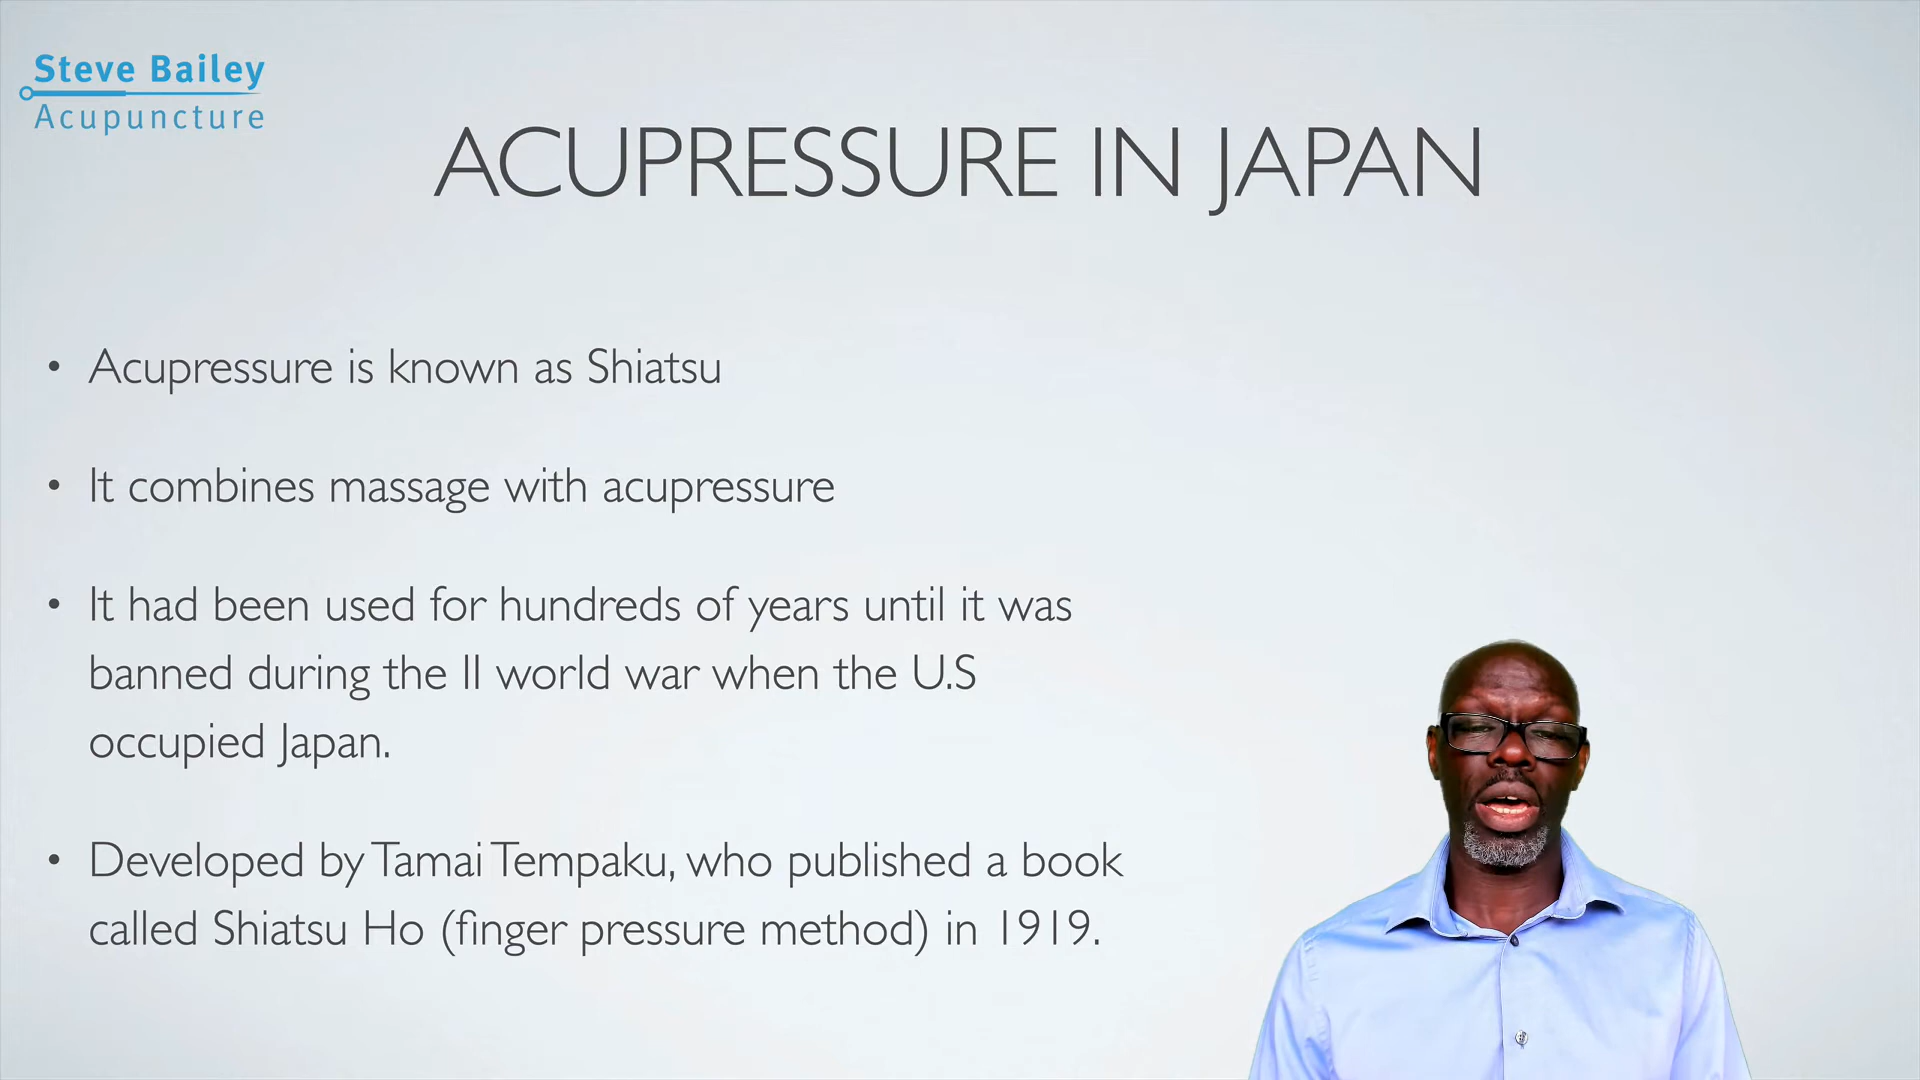 Steve Bailey
Acupuncture
ACUPRESSURE IN JAPAN
• Acupressure is known as Shiatsu
• It combines massage with acupressure
• It had been used for hundreds of years until it was
banned during the II world war when the U.S
occupied Japan.
• Developed by Tamai Tempaku, who published a book
called Shiatsu Ho (finger pressure method) in 1919.